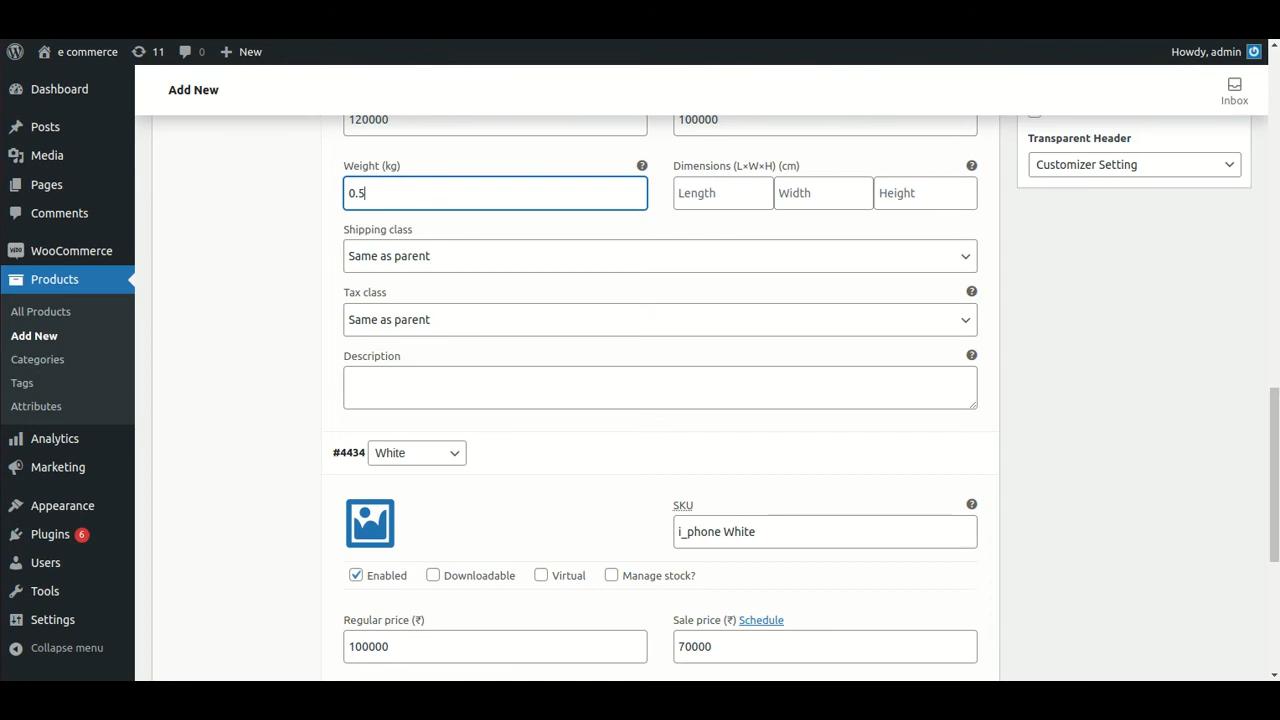 e commerce 11 0 New Howdy, admin
Add New
Inbox
Dashboard
Posts
Media
Pages
Comments
WooCommerce
Products
All Products
Add New
Categories
Tags
Attributes
Analytics
Marketing
Appearance
Plugins 6
Users
Tools
Settings
Collapse menu
120000 100000
Weight (kg) Dimensions (L×W×H) (cm)
0.5 Length Width Height
Shipping class
Same as parent
Tax class
Same as parent
Description
#4434 White
SKU
i_phone White
Enabled Downloadable Virtual Manage stock?
Regular price (₹) Sale price (₹) Schedule
100000 70000
Transparent Header
Customizer Setting